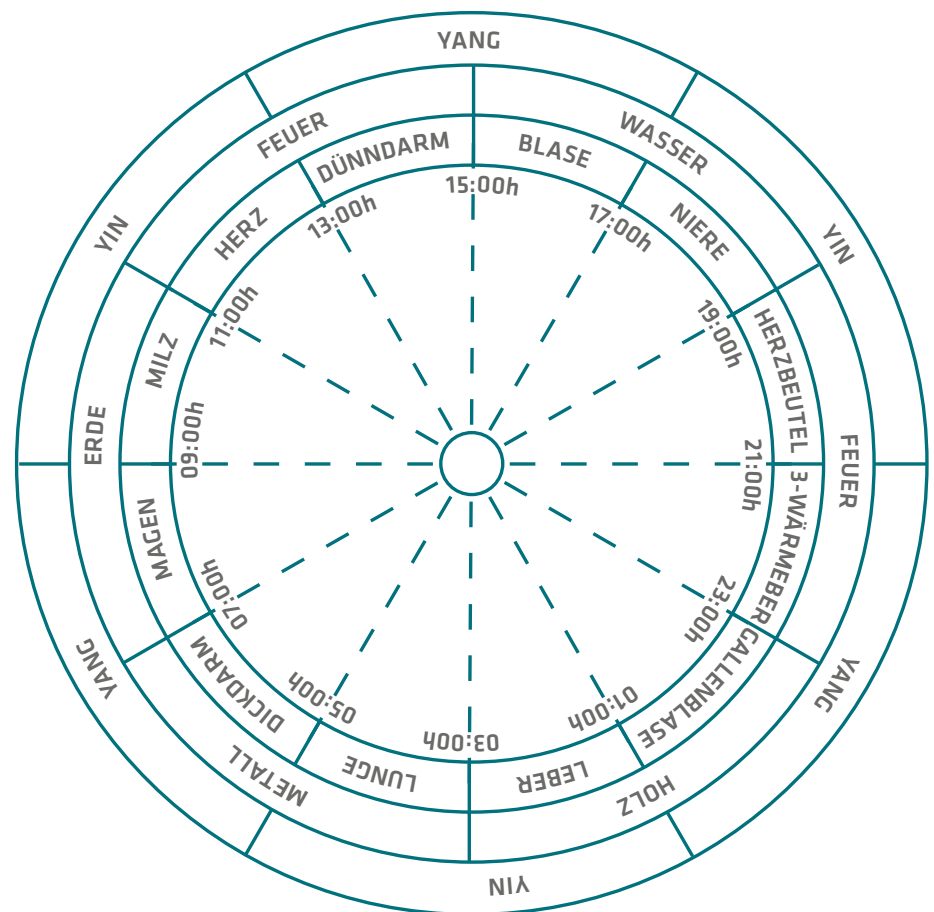 YANG
YIN
YANG
YIN
YANG
YIN
FEUER
WASSER
FEUER
HOLZ
METALL
ERDE
DÜNNDARM
BLASE
NIERE
HERZBEUTEL
3-WÄRMEBER
GALLENBLASE
LEBER
LUNGE
DICKDARM
MAGEN
MILZ
HERZ
15:00h
17:00h
19:00h
21:00h
23:00h
01:00h
03:00h
05:00h
07:00h
09:00h
11:00h
13:00h